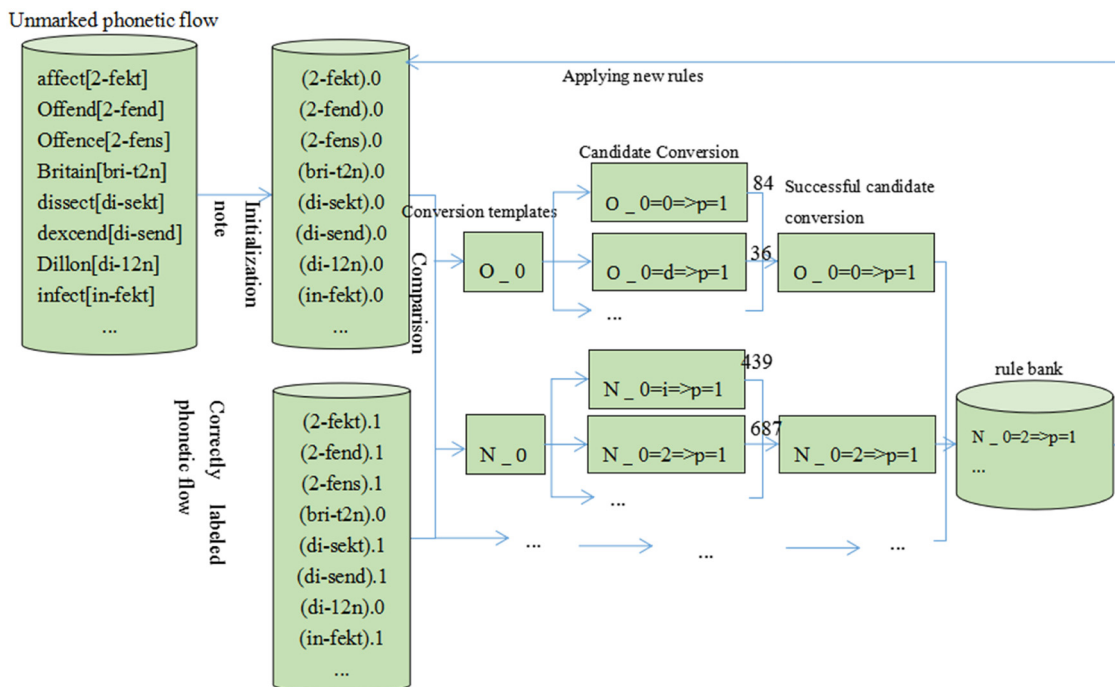 Unmarked phonetic flow
affect[2-fekt]
Offend[2-fend]
Offence[2-fens]
Britain[bri-t2n]
dissect[di-sekt]
dexcend[di-send]
Dillon[di-12n]
infect[in-fekt]
...
Initialization
note
(2-fekt).0
(2-fend).0
(2-fens).0
(bri-t2n).0
(di-sekt).0
(di-send).0
(di-12n).0
(in-fekt).0
...
Applying new rules
Correctly labeled
phonetic flow
(2-fekt).1
(2-fend).1
(2-fens).1
(bri-t2n).0
(di-sekt).1
(di-send).1
(di-12n).0
(in-fekt).1
...
Comparison
Conversion templates
O _ 0
N _ 0
...
Candidate Conversion
O _ 0=0=>p=1
84
O _ 0=d=>p=1
36
...
N _ 0=i=>p=1
439
N _ 0=2=>p=1
687
...
...
Successful candidate
conversion
O _ 0=0=>p=1
N _ 0=2=>p=1
...
rule bank
N _ 0=2=>p=1
...